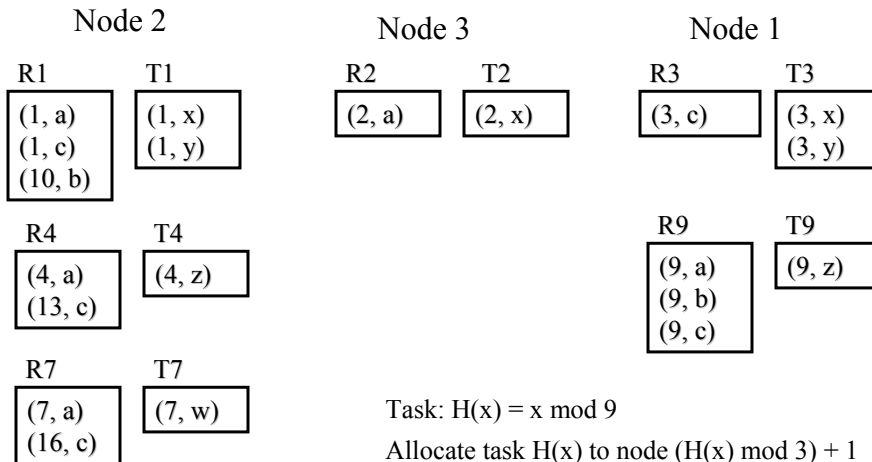 Node 2
R1 T1
(1, a) (1, x)
(1, c) (1, y)
(10, b)
R4 T4
(4, a) (4, z)
(13, c)
R7 T7
(7, a) (7, w)
(16, c)
Node 3
R2 T2
(2, a) (2, x)
Node 1
R3 T3
(3, c) (3, x)
(3, y)
R9 T9
(9, a) (9, z)
(9, b)
(9, c)
Task: H(x) = x mod 9
Allocate task H(x) to node (H(x) mod 3) + 1